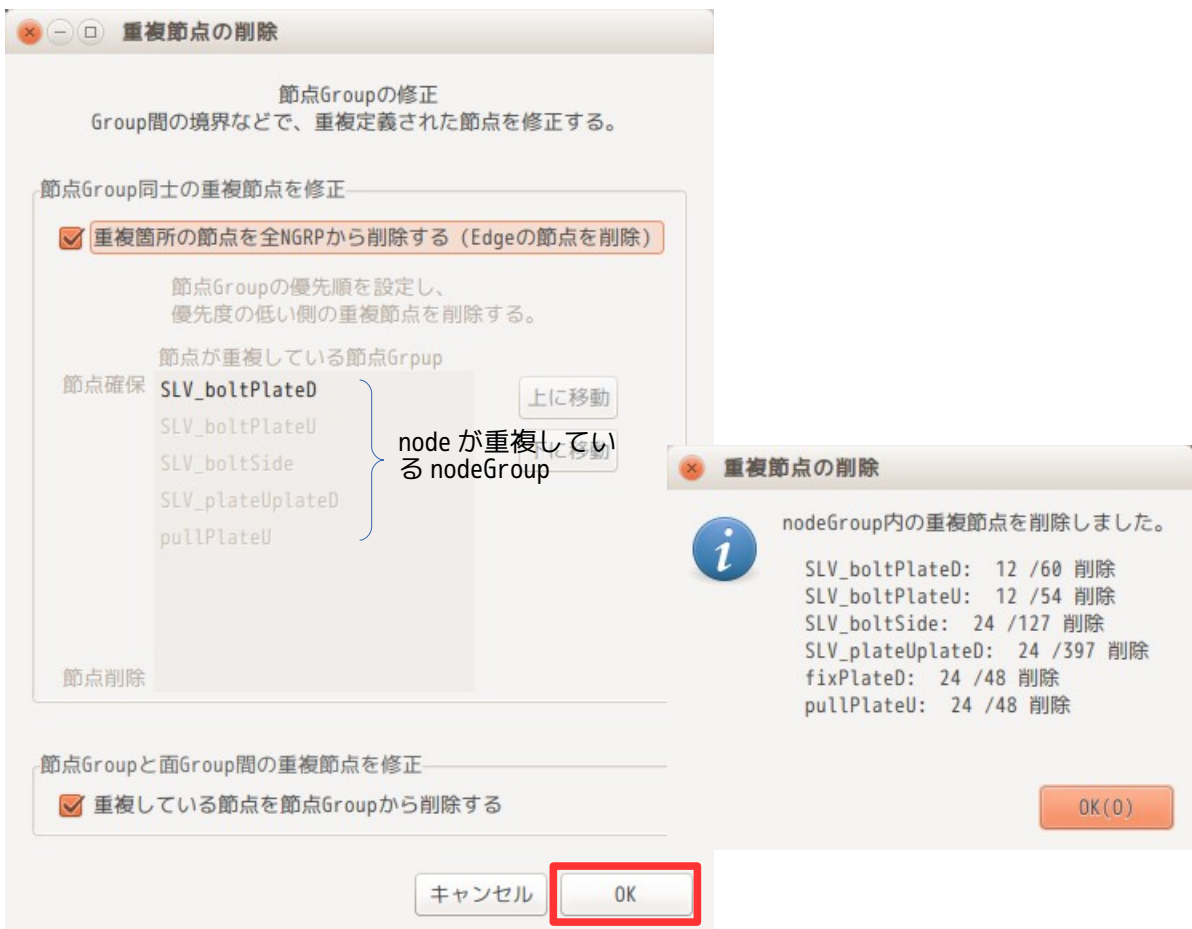 重複節点の削除
節点Groupの修正
Group間の境界などで、重複定義された節点を修正する。
節点Group同士の重複節点を修正
重複箇所の節点を全NGRPから削除する (Edgeの節点を削除)
節点Groupの優先順を設定し、
優先度の低い側の重複節点を削除する。
節点が重複している節点Grpup
節点確保
SLV_boltPlateD
SLV_boltPlateU
SLV_boltSide
SLV_plateUplateD
pullPlateU
節点削除
上に移動
下に移動
node が重複してい
る nodeGroup
節点Groupと面Group間の重複節点を修正
重複している節点を節点Groupから削除する
キャンセル
OK
重複節点の削除
nodeGroup内の重複節点を削除しました。
SLV_boltPlateD: 12 /60 削除
SLV_boltPlateU: 12 /54 削除
SLV_boltSide: 24 /127 削除
SLV_plateUplateD: 24 /397 削除
fixPlateD: 24 /48 削除
pullPlateU: 24 /48 削除
OK(O)